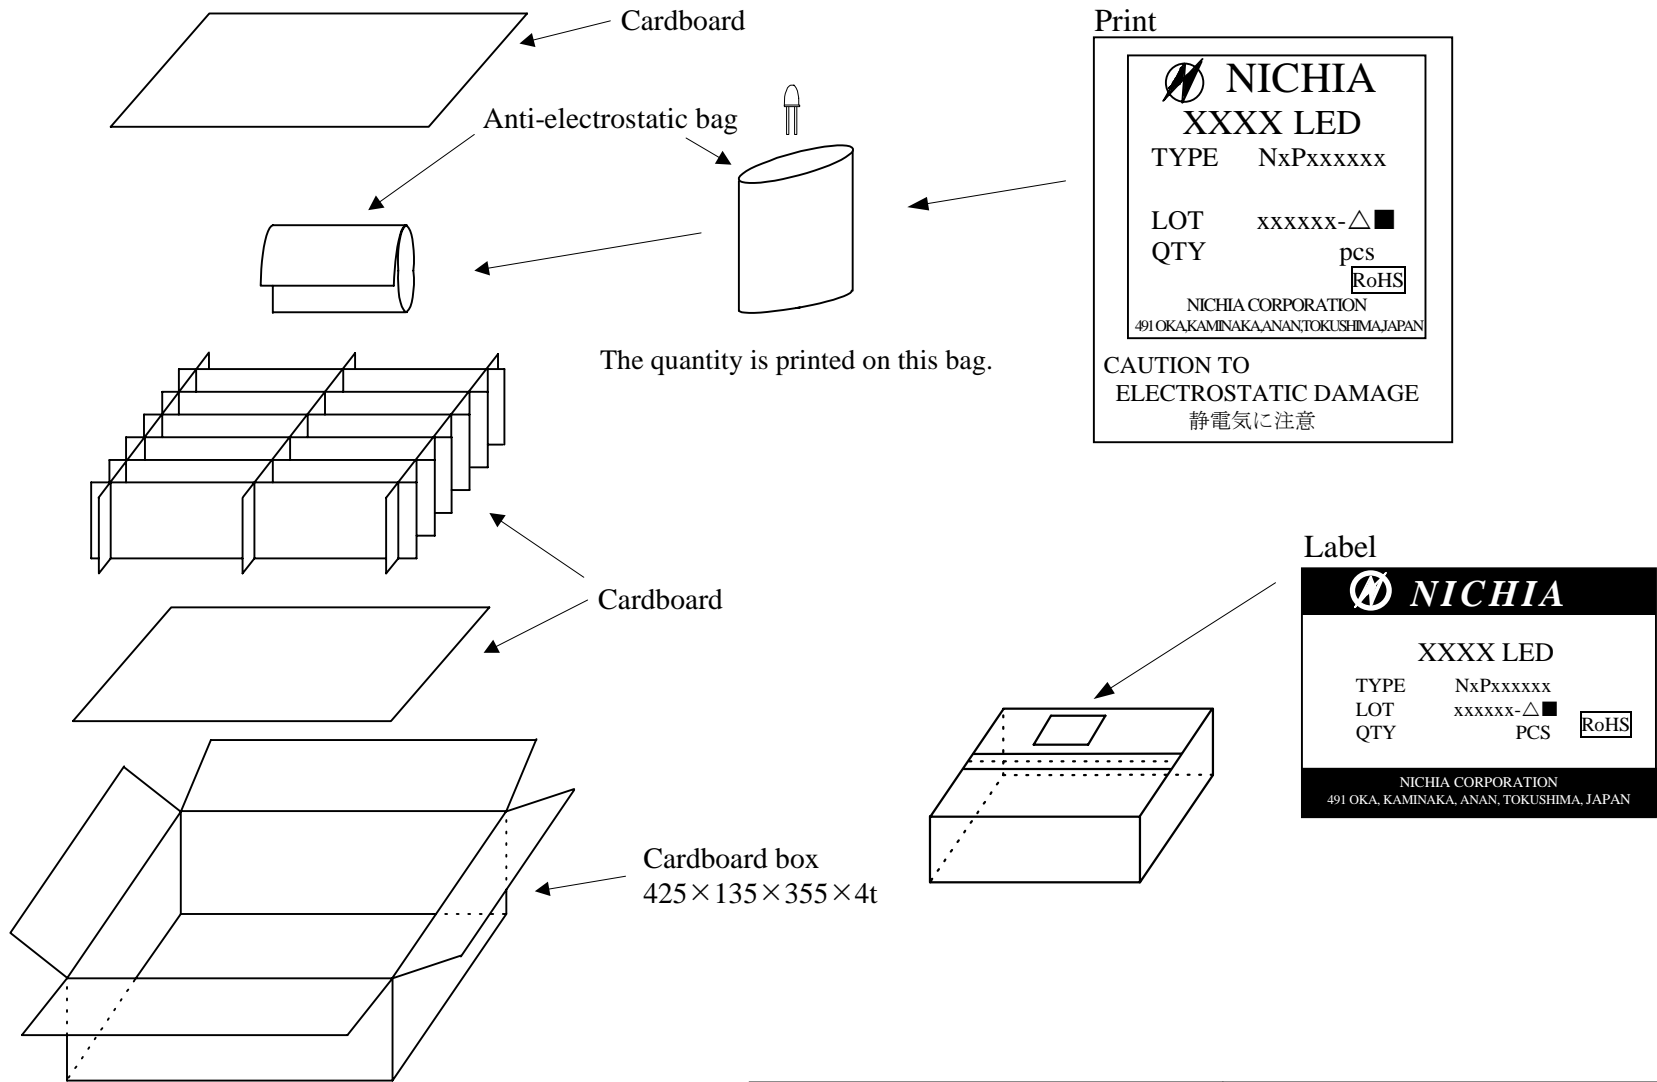 Cardboard
Anti-electrostatic bag
Print
NICHIA
XXXX LED
TYPE NxPxxxxxx
LOT xxxxxx-△■
QTY pcs
RoHS
NICHIA CORPORATION
491 OKA,KAMINAKA,ANAN,TOKUSHIMA,JAPAN
CAUTION TO
ELECTROSTATIC DAMAGE
静電気に注意
The quantity is printed on this bag.
Cardboard
Label
NICHIA
XXXX LED
TYPE NxPxxxxxx
LOT xxxxxx-△■
QTY PCS
RoHS
NICHIA CORPORATION
491 OKA, KAMINAKA, ANAN, TOKUSHIMA, JAPAN
Cardboard box
425×135×355×4t